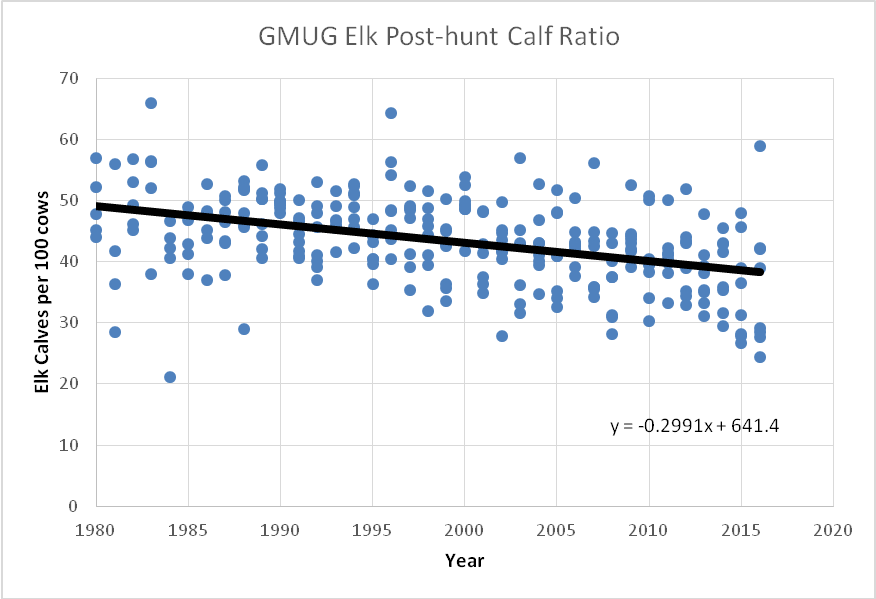 GMUG Elk Post-hunt Calf Ratio
70
60
50
40
30
20
10
0
Elk Calves per 100 cows
y = -0.2991x + 641.4
1980 1985 1990 1995 2000 2005 2010 2015 2020
Year